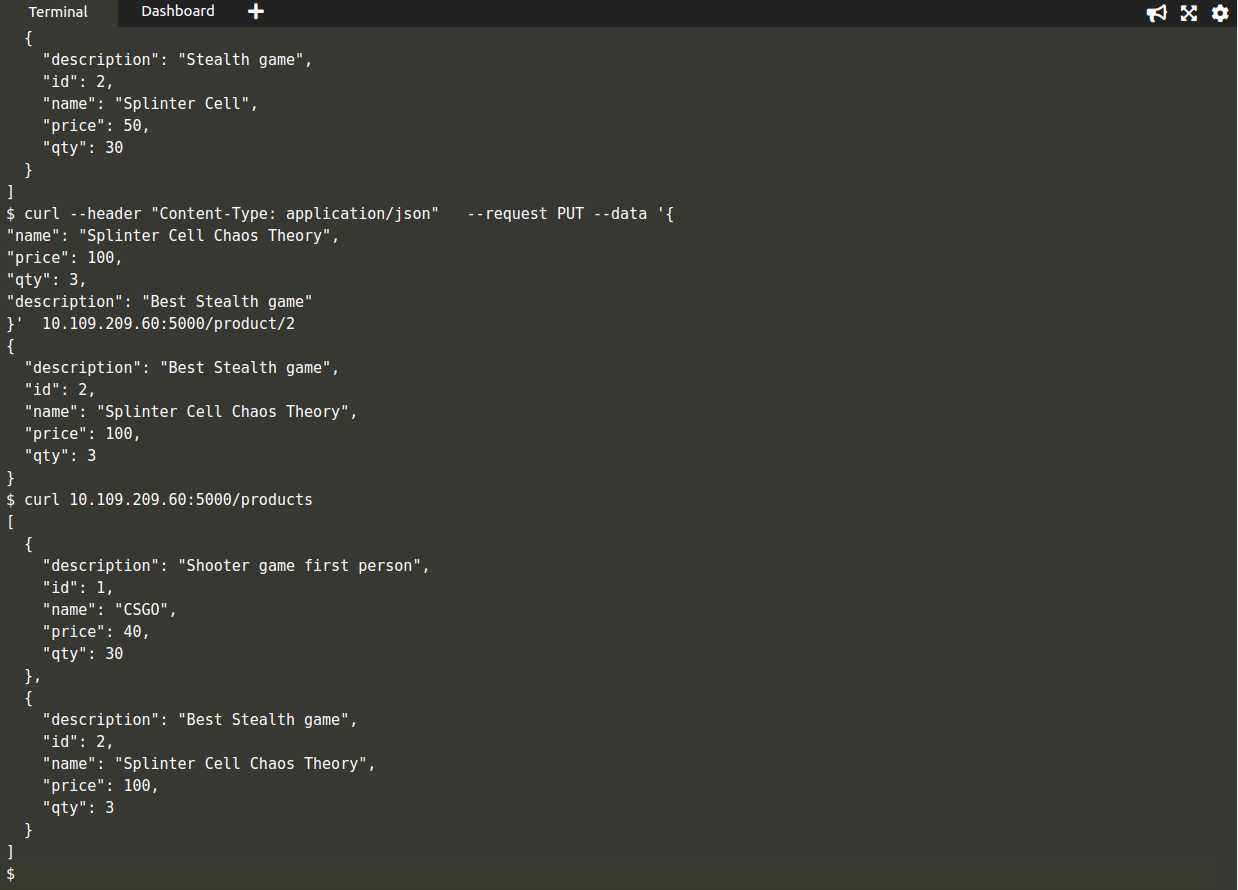 Terminal Dashboard
  {
    "description": "Stealth game",
    "id": 2,
    "name": "Splinter Cell",
    "price": 50,
    "qty": 30
  }
]
$ curl --header "Content-Type: application/json"   --request PUT --data '{
"name": "Splinter Cell Chaos Theory",
"price": 100,
"qty": 3,
"description": "Best Stealth game"
}'  10.109.209.60:5000/product/2
{
  "description": "Best Stealth game",
  "id": 2,
  "name": "Splinter Cell Chaos Theory",
  "price": 100,
  "qty": 3
}
$ curl 10.109.209.60:5000/products
[
  {
    "description": "Shooter game first person",
    "id": 1,
    "name": "CSGO",
    "price": 40,
    "qty": 30
  },
  {
    "description": "Best Stealth game",
    "id": 2,
    "name": "Splinter Cell Chaos Theory",
    "price": 100,
    "qty": 3
  }
]
$